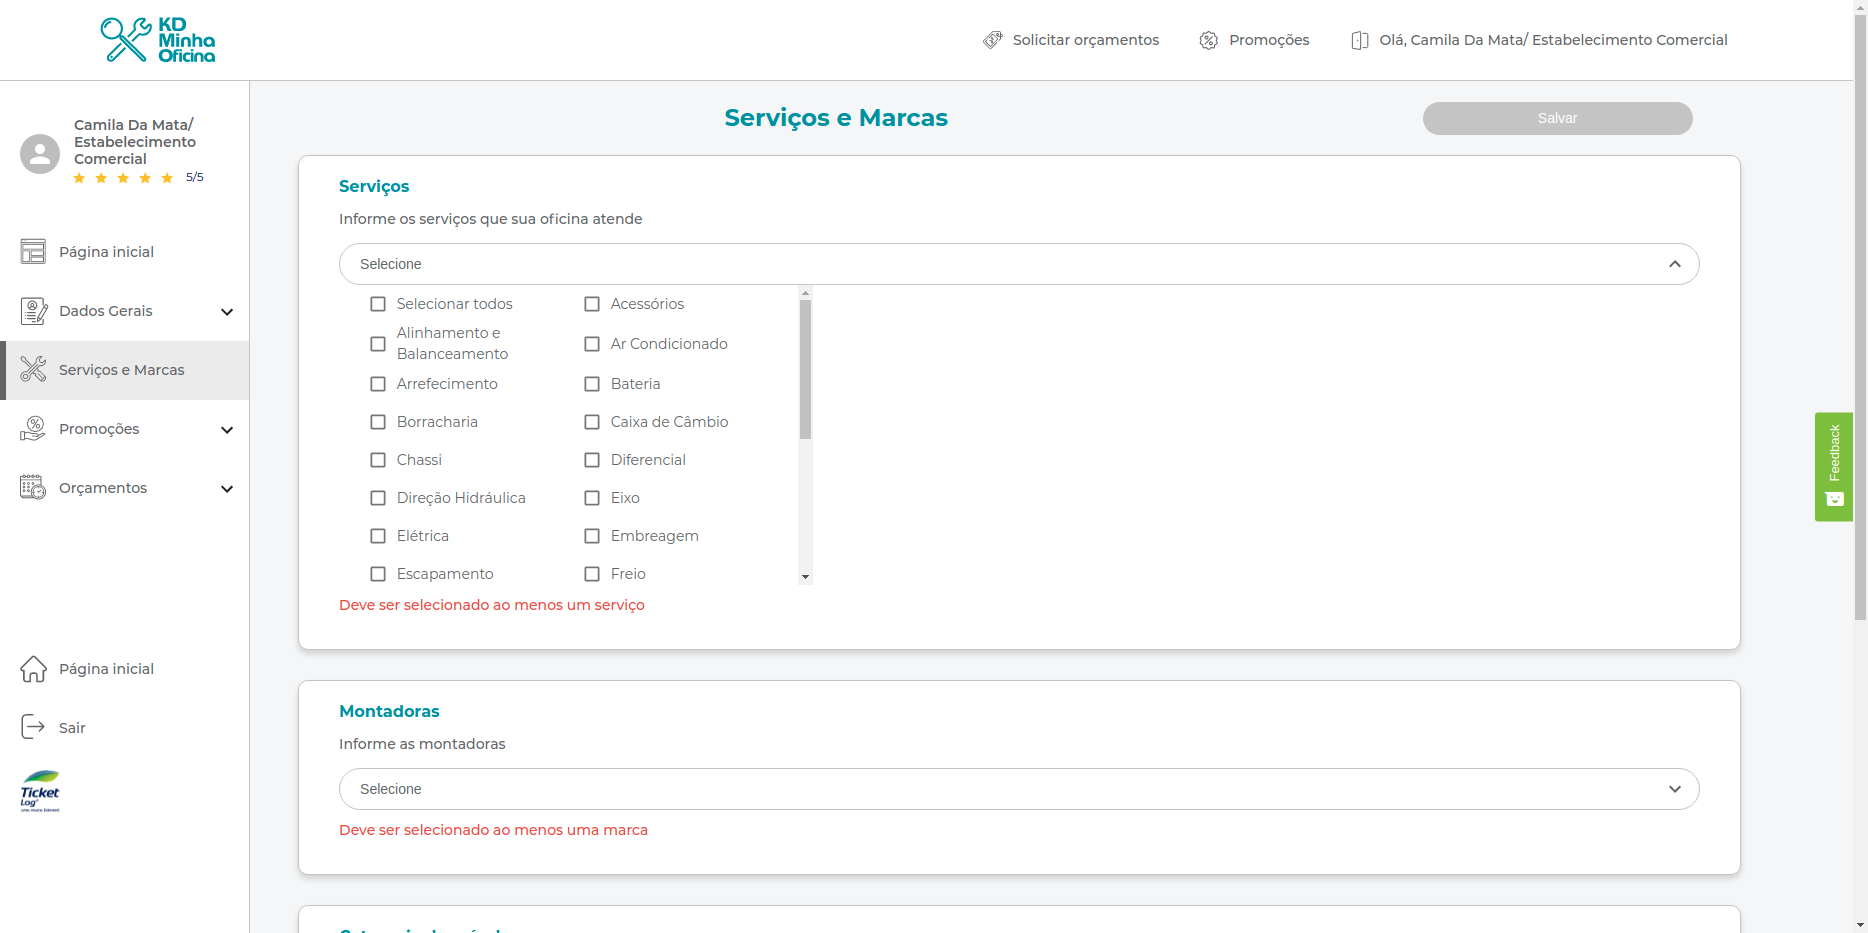 KD
Minha
Oficina
Solicitar orçamentos
Promoções
Olá, Camila Da Mata/ Estabelecimento Comercial
Camila Da Mata/
Estabelecimento
Comercial
5/5
Página inicial
Dados Gerais
Serviços e Marcas
Promoções
Orçamentos
Página inicial
Sair
Ticket
Log
Serviços e Marcas
Salvar
Serviços
Informe os serviços que sua oficina atende
Selecione
Selecionar todos
Acessórios
Alinhamento e
Balanceamento
Ar Condicionado
Arrefecimento
Bateria
Borracharia
Caixa de Câmbio
Chassi
Diferencial
Direção Hidráulica
Eixo
Elétrica
Embreagem
Escapamento
Freio
Deve ser selecionado ao menos um serviço
Montadoras
Informe as montadoras
Selecione
Deve ser selecionado ao menos uma marca
Feedback